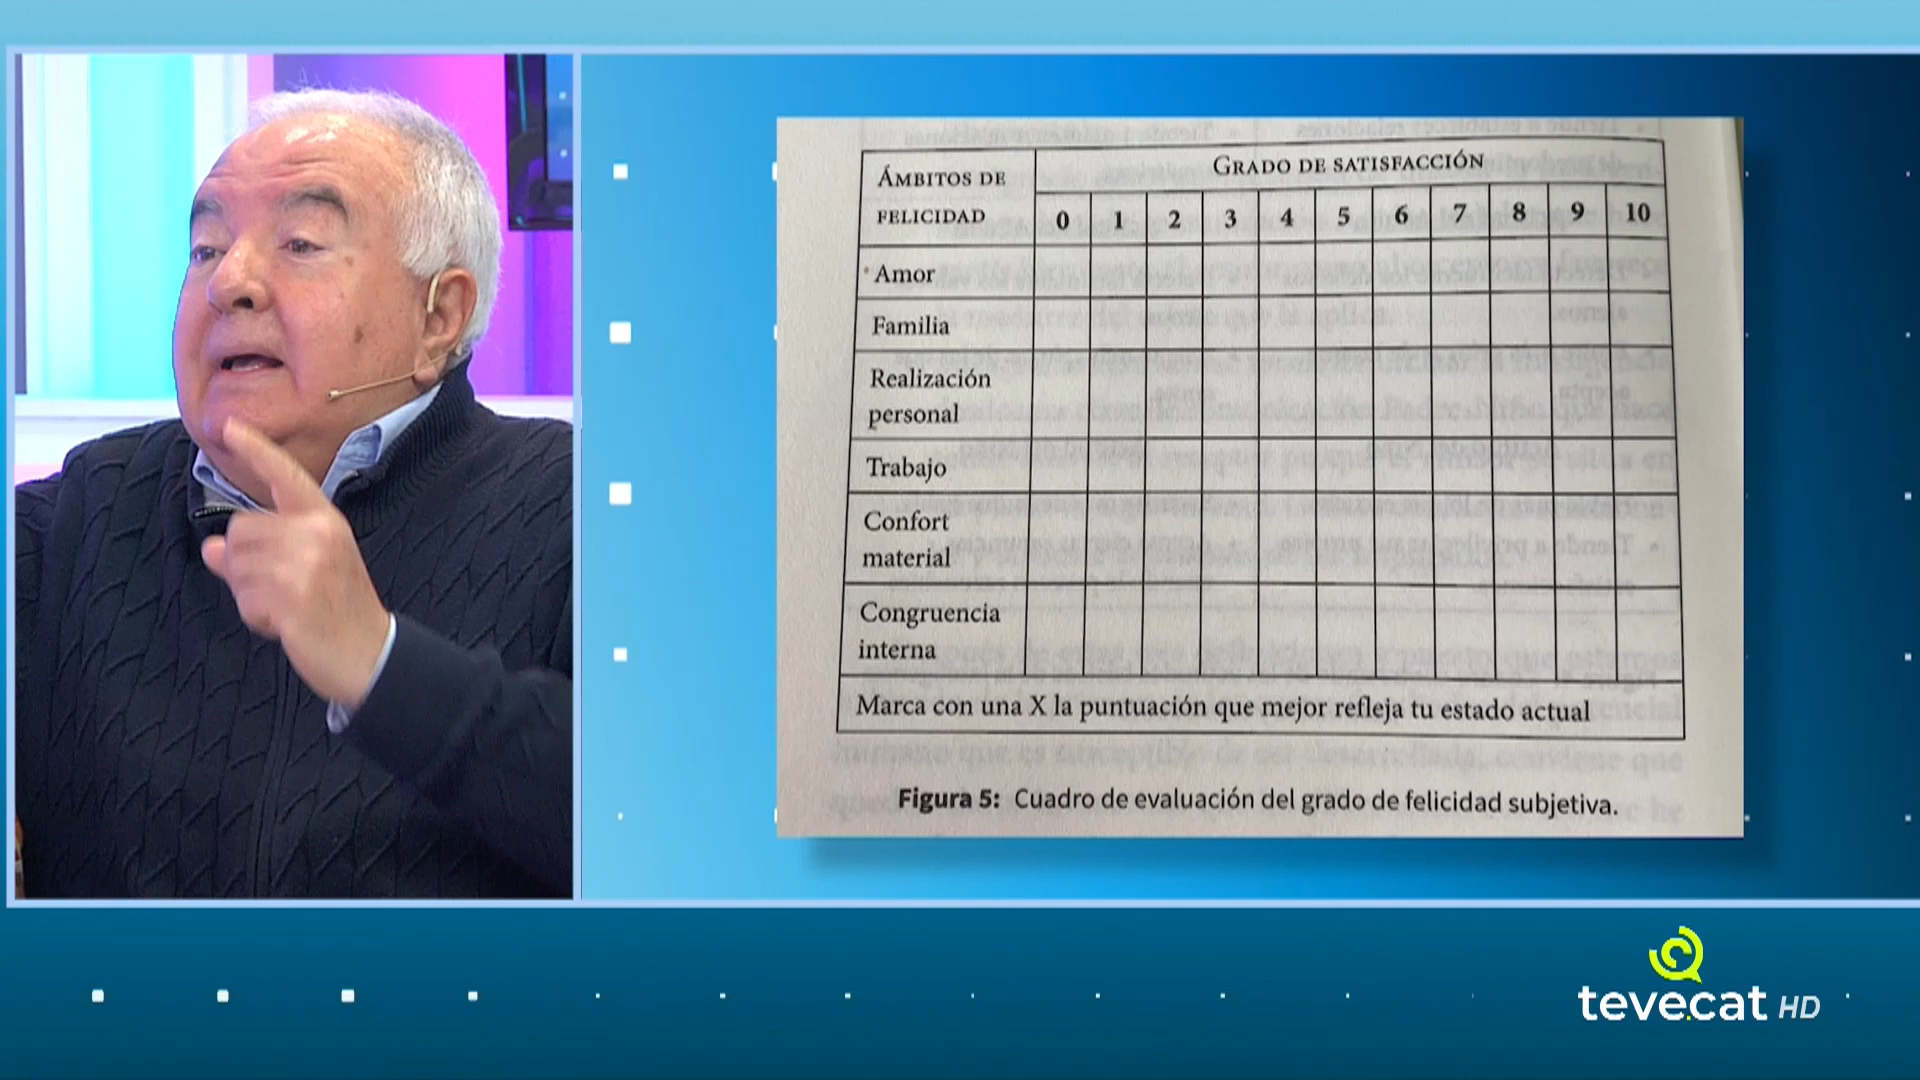 ÁMBITOS DE
FELICIDAD
GRADO DE SATISFACCIÓN
0 1 2 3 4 5 6 7 8 9 10
Amor
Familia
Realización
personal
Trabajo
Confort
material
Congruencia
interna
Marca con una X la puntuación que mejor refleja tu estado actual
Figura 5: Cuadro de evaluación del grado de felicidad subjetiva.
tevecat HD